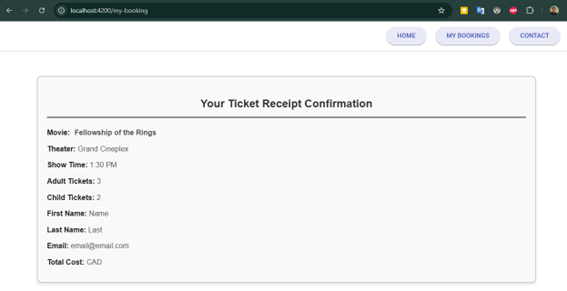 localhost:4200/my-booking
HOME MY BOOKINGS CONTACT
Your Ticket Receipt Confirmation
Movie: Fellowship of the Rings
Theater: Grand Cineplex
Show Time: 1:30 PM
Adult Tickets: 3
Child Tickets: 2
First Name: Name
Last Name: Last
Email: email@email.com
Total Cost: CAD